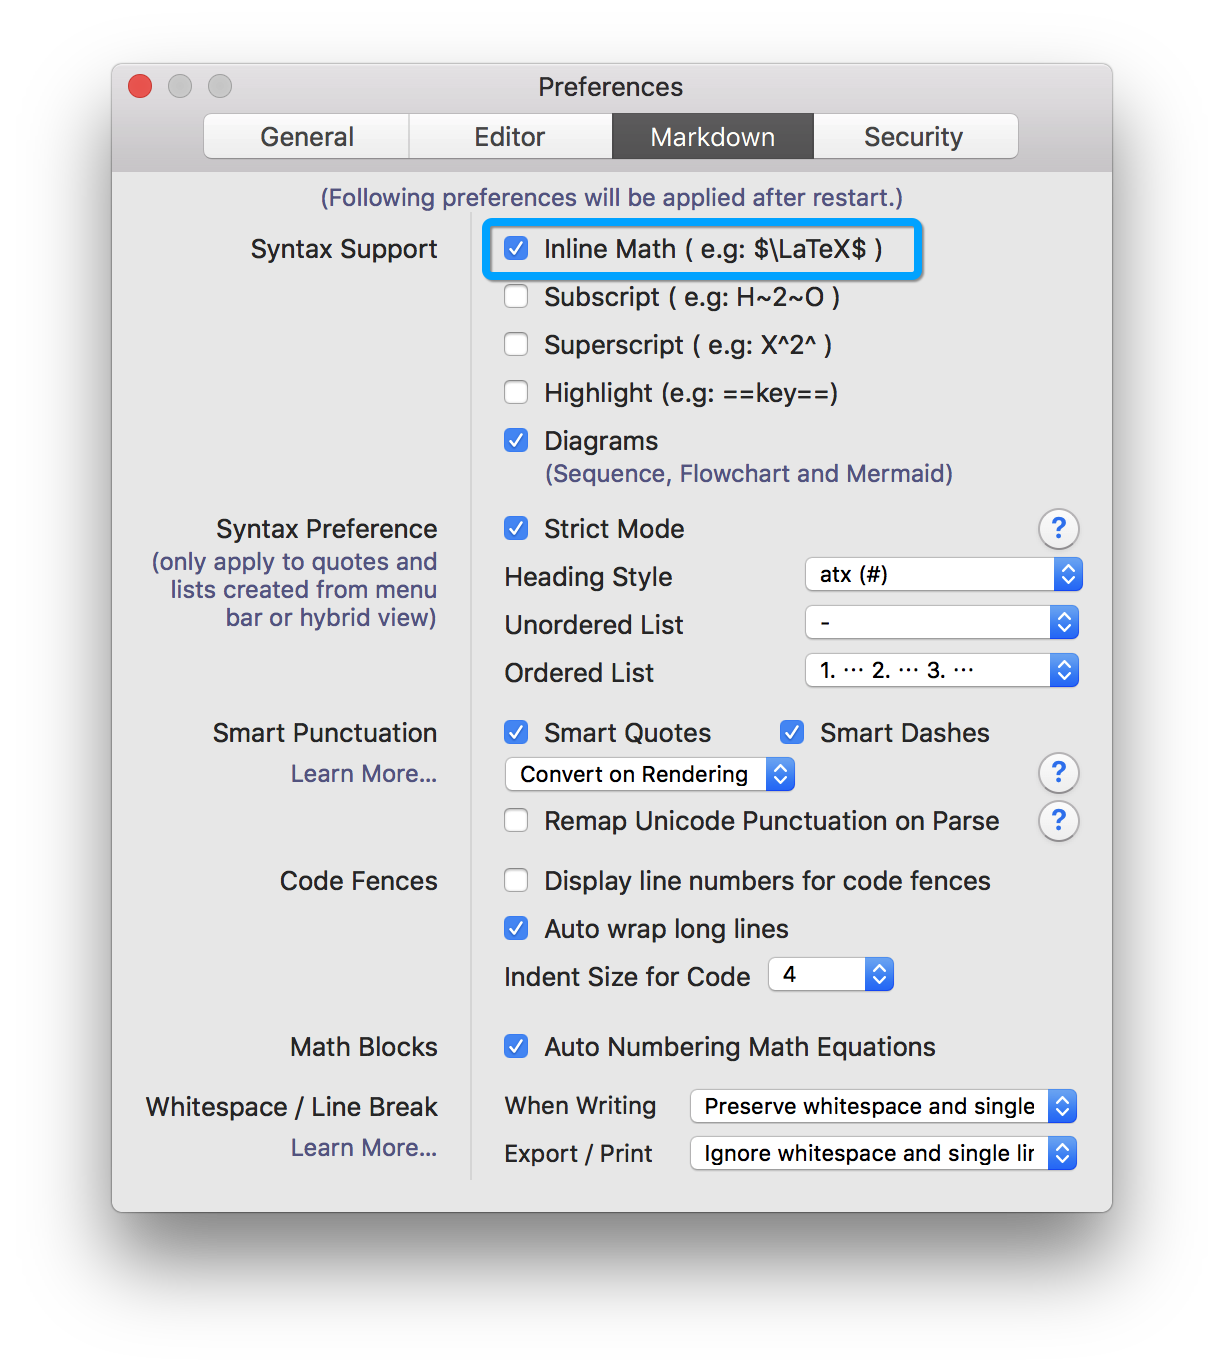 Preferences
General Editor Markdown Security
(Following preferences will be applied after restart.)
Syntax Support Inline Math ( e.g: $\LaTeX$ )
Subscript ( e.g: H~2~O )
Superscript ( e.g: X^2^ )
Highlight (e.g: ==key==)
Diagrams
(Sequence, Flowchart and Mermaid)
Syntax Preference Strict Mode ?
(only apply to quotes and
lists created from menu
bar or hybrid view)
Heading Style atx (#)
Unordered List -
Ordered List 1. ··· 2. ··· 3. ···
Smart Punctuation Smart Quotes Smart Dashes
Learn More... Convert on Rendering ?
Remap Unicode Punctuation on Parse ?
Code Fences Display line numbers for code fences
Auto wrap long lines
Indent Size for Code 4
Math Blocks Auto Numbering Math Equations
Whitespace / Line Break When Writing Preserve whitespace and single
Learn More... Export / Print Ignore whitespace and single lir